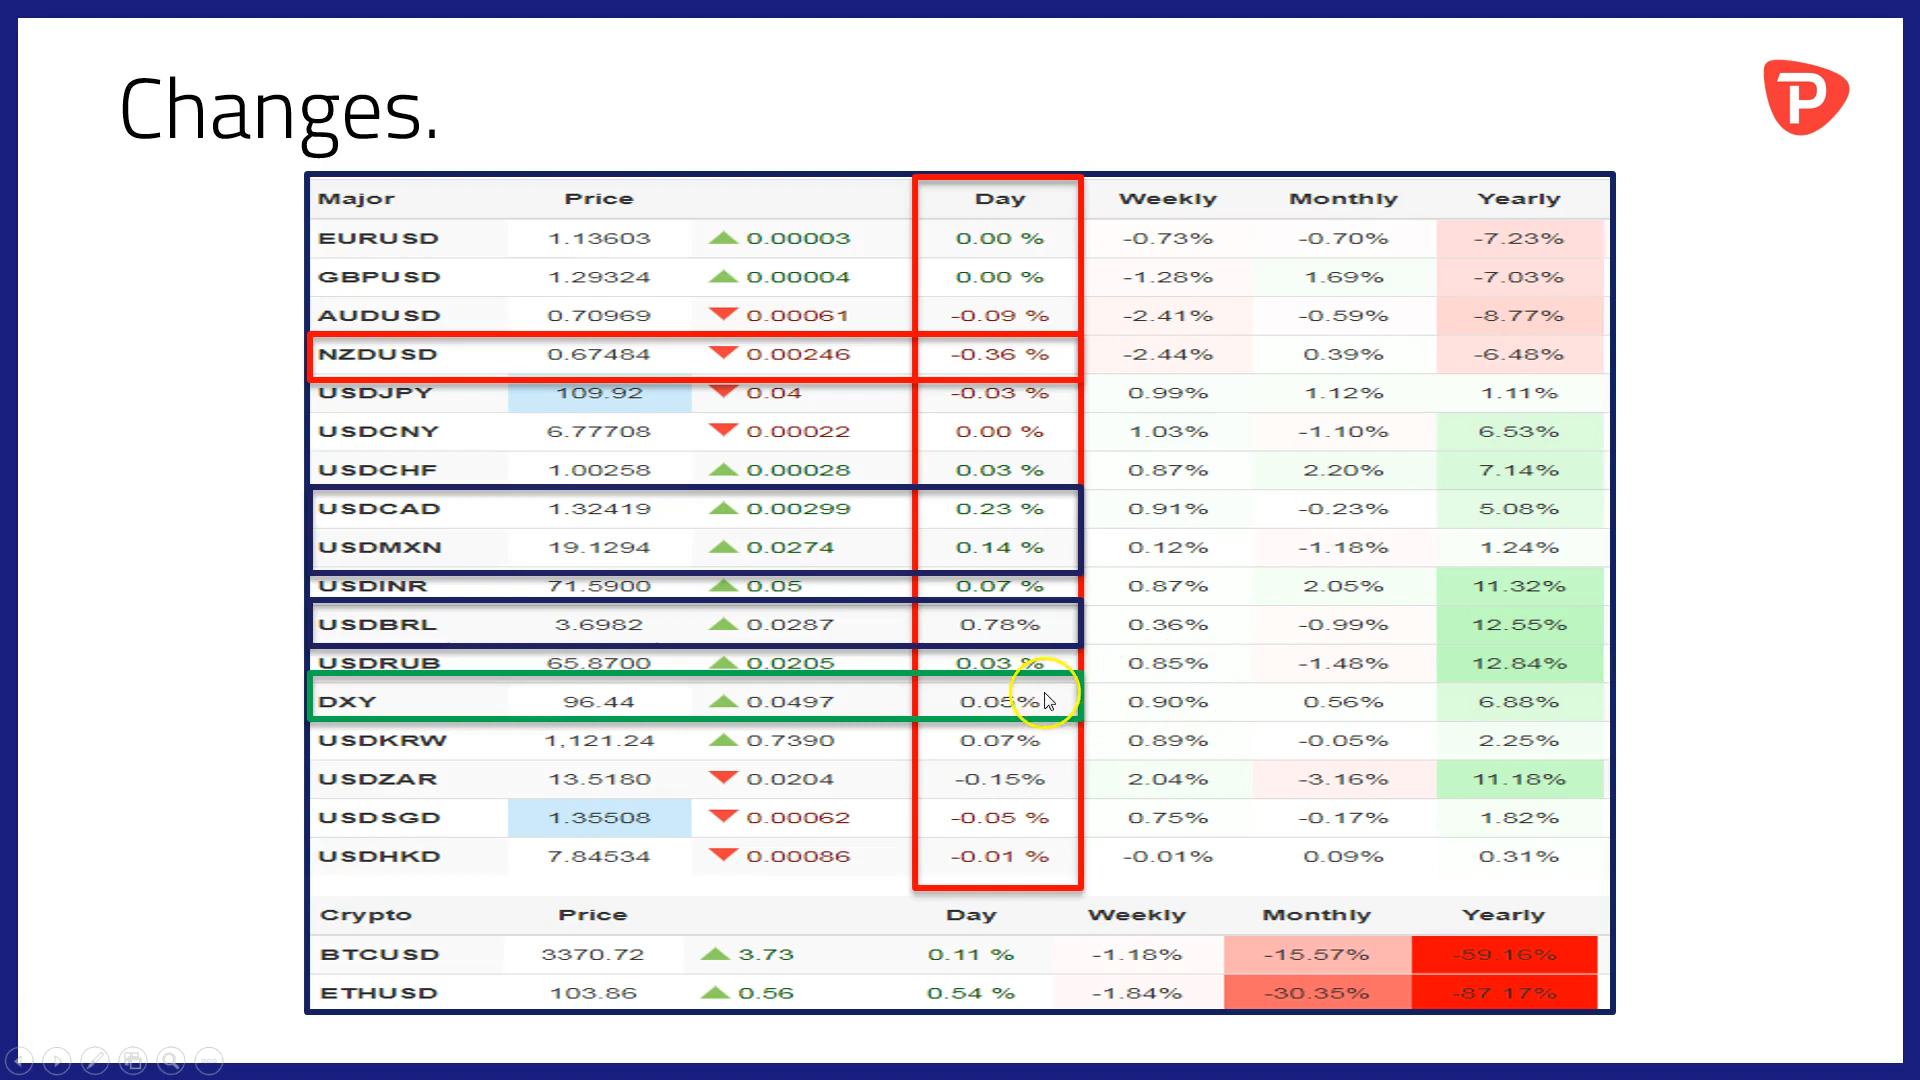 Changes.
P
Major Price Day Weekly Monthly Yearly
EURUSD 1.13603 0.00003 0.00 % -0.73% -0.70% -7.23%
GBPUSD 1.29324 0.00004 0.00 % -1.28% 1.69% -7.03%
AUDUSD 0.70969 0.00061 -0.09 % -2.41% -0.59% -8.77%
NZDUSD 0.67484 0.00246 -0.36 % -2.44% 0.39% -6.48%
USDJPY 109.92 0.04 -0.03 % 0.99% 1.12% 1.11%
USDCNY 6.77708 0.00022 0.00 % 1.03% -1.10% 6.53%
USDCHF 1.00258 0.00028 0.03 % 0.87% 2.20% 7.14%
USDCAD 1.32419 0.00299 0.23 % 0.91% -0.23% 5.08%
USDMXN 19.1294 0.0274 0.14 % 0.12% -1.18% 1.24%
USDINR 71.5900 0.05 0.07 % 0.87% 2.05% 11.32%
USDBRL 3.6982 0.0287 0.78% 0.36% -0.99% 12.55%
USDRUB 65.8700 0.0205 0.03 % 0.85% -1.48% 12.84%
DXY 96.44 0.0497 0.05% 0.90% 0.56% 6.88%
USDKRW 1,121.24 0.7390 0.07% 0.89% -0.05% 2.25%
USDZAR 13.5180 0.0204 -0.15% 2.04% -3.16% 11.18%
USDSGD 1.35508 0.00062 -0.05 % 0.75% -0.17% 1.82%
USDHKD 7.84534 0.00086 -0.01 % -0.01% 0.09% 0.31%
Crypto Price Day Weekly Monthly Yearly
BTCUSD 3370.72 3.73 0.11 % -1.18% -15.57% -59.16%
ETHUSD 103.86 0.56 0.54 % -1.84% -30.35% -87.17%